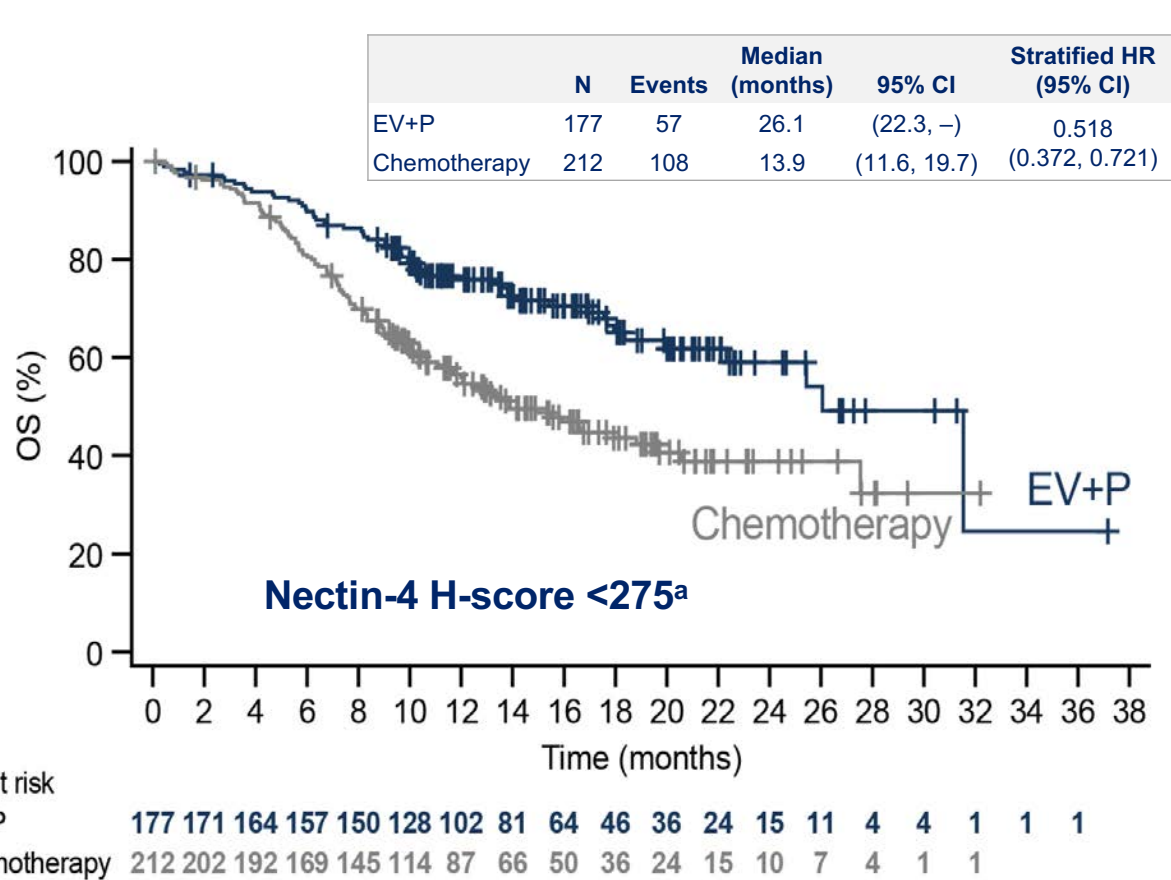 Median Stratified HR
N Events (months) 95% CI (95% CI)
EV+P 177 57 26.1 (22.3, –) 0.518
Chemotherapy 212 108 13.9 (11.6, 19.7) (0.372, 0.721)
100
80
60
40
20
0
OS (%)
EV+P
Chemotherapy
Nectin-4 H-score <275ᵃ
0 2 4 6 8 10 12 14 16 18 20 22 24 26 28 30 32 34 36 38
Time (months)
t risk
P 177 171 164 157 150 128 102 81 64 46 36 24 15 11 4 4 1 1 1
motherapy 212 202 192 169 145 114 87 66 50 36 24 15 10 7 4 1 1